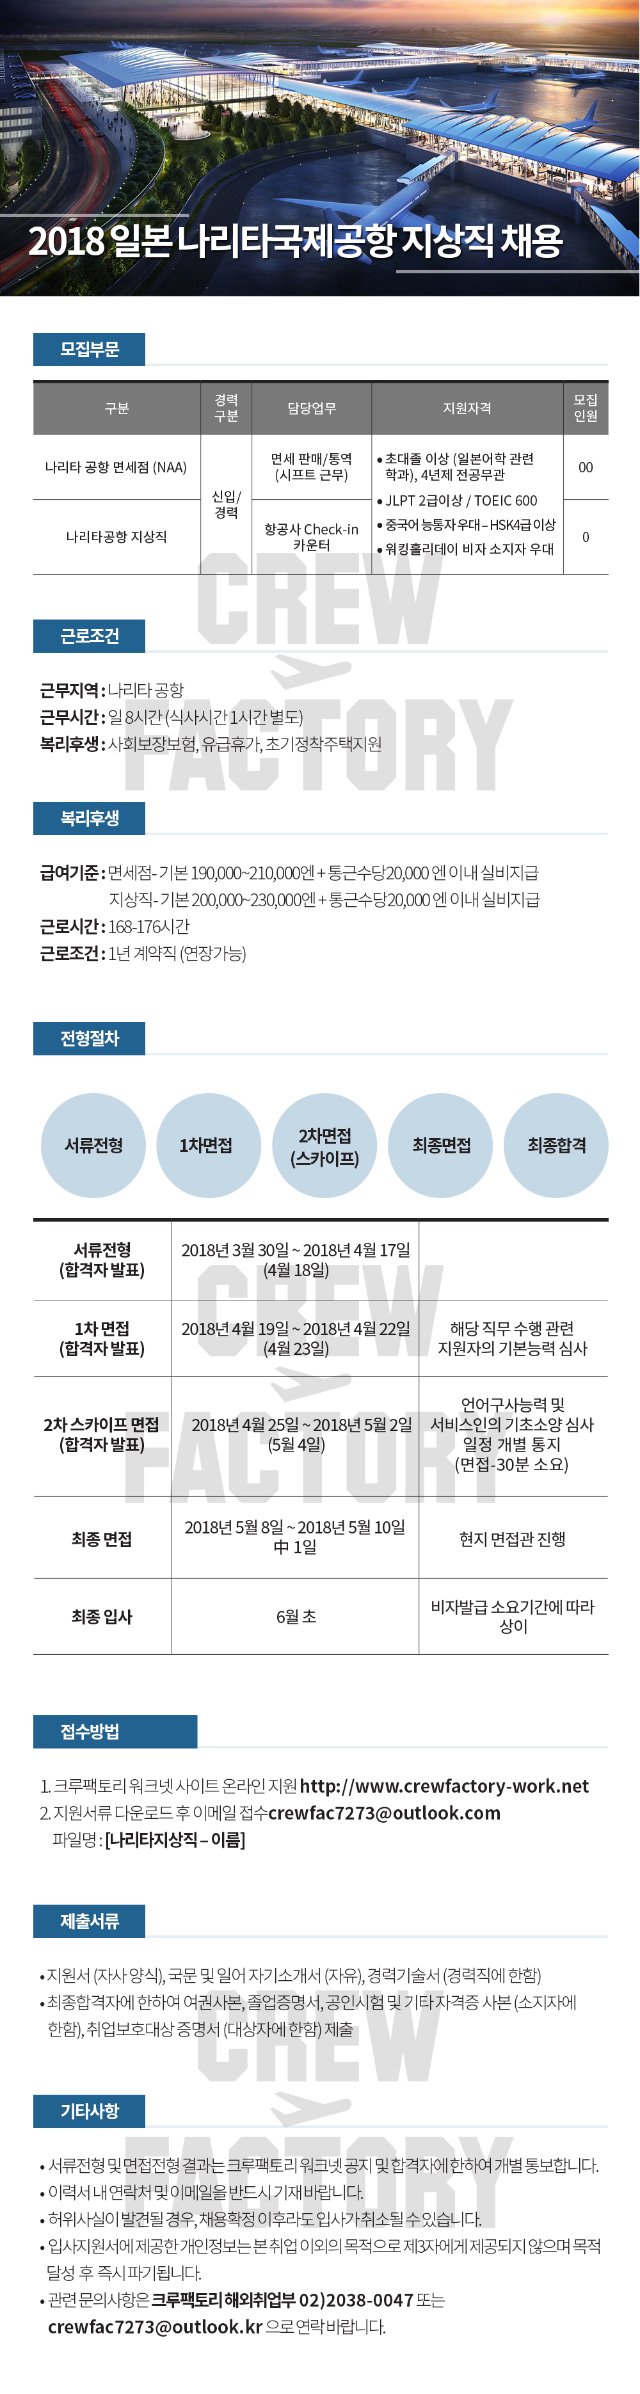 2018 일본 나리타국제공항 지상직 채용
모집부문
구분
경력
구분
담당업무
지원자격
모집
인원
나리타 공항 면세점 (NAA)
신입/
경력
면세 판매/통역
(시프트 근무)
• 초대졸 이상 (일본어학 관련
학과), 4년제 전공무관
• JLPT 2급이상 / TOEIC 600
• 중국어 능통자 우대 – HSK4급 이상
• 워킹홀리데이 비자 소지자 우대
00
나리타공항 지상직
항공사 Check-in
카운터
0
CREW
FACTORY
근로조건
근무지역 : 나리타 공항
근무시간 : 일 8시간 (식사시간 1시간 별도)
복리후생 : 사회보장보험, 유급휴가, 초기정착주택지원
복리후생
급여기준 : 면세점- 기본 190,000~210,000엔 + 통근수당20,000 엔 이내 실비지급
지상직- 기본 200,000~230,000엔 + 통근수당20,000 엔 이내 실비지급
근로시간 : 168-176시간
근로조건 : 1년 계약직 (연장가능)
전형절차
서류전형
1차면접
2차면접
(스카이프)
최종면접
최종합격
서류전형
(합격자 발표)
2018년 3월 30일 ~ 2018년 4월 17일
(4월 18일)
CREW
FACTORY
1차 면접
(합격자 발표)
2018년 4월 19일 ~ 2018년 4월 22일
(4월 23일)
해당 직무 수행 관련
지원자의 기본능력 심사
2차 스카이프 면접
(합격자 발표)
2018년 4월 25일 ~ 2018년 5월 2일
(5월 4일)
언어구사능력 및
서비스인의 기초소양 심사
일정 개별 통지
(면접-30분 소요)
최종 면접
2018년 5월 8일 ~ 2018년 5월 10일
中 1일
현지 면접관 진행
최종 입사
6월 초
비자발급 소요기간에 따라
상이
접수방법
1. 크루팩토리 워크넷 사이트 온라인 지원 http://www.crewfactory-work.net
2. 지원서류 다운로드 후 이메일 접수crewfac7273@outlook.com
파일명 : [나리타지상직 – 이름]
제출서류
• 지원서 (자사 양식), 국문 및 일어 자기소개서 (자유), 경력기술서 (경력직에 한함)
• 최종합격자에 한하여 여권사본, 졸업증명서, 공인시험 및 기타 자격증 사본 (소지자에
한함), 취업보호대상 증명서 (대상자에 한함) 제출
CREW
FACTORY
기타사항
• 서류전형 및 면접전형 결과는 크루팩토리 워크넷 공지 및 합격자에 한하여 개별 통보합니다.
• 이력서 내 연락처 및 이메일을 반드시 기재 바랍니다.
• 허위사실이 발견될 경우, 채용확정 이후라도 입사가 취소될 수 있습니다.
• 입사지원서에 제공한 개인정보는 본 취업 이외의 목적으로 제3자에게 제공되지 않으며 목적
달성 후 즉시 파기됩니다.
• 관련 문의사항은 크루팩토리 해외취업부 02)2038-0047 또는
crewfac7273@outlook.kr 으로 연락 바랍니다.